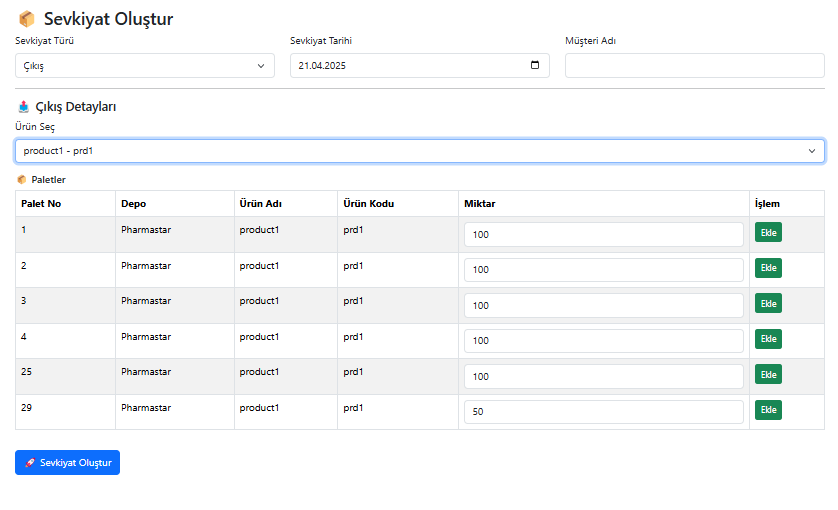 Sevkiyat Oluştur
Sevkiyat Türü Sevkiyat Tarihi Müşteri Adı
Çıkış 21.04.2025
Çıkış Detayları
Ürün Seç
product1 - prd1
Paletler
Palet No Depo Ürün Adı Ürün Kodu Miktar İşlem
1 Pharmastar product1 prd1 100 Ekle
2 Pharmastar product1 prd1 100 Ekle
3 Pharmastar product1 prd1 100 Ekle
4 Pharmastar product1 prd1 100 Ekle
25 Pharmastar product1 prd1 100 Ekle
29 Pharmastar product1 prd1 50 Ekle
Sevkiyat Oluştur